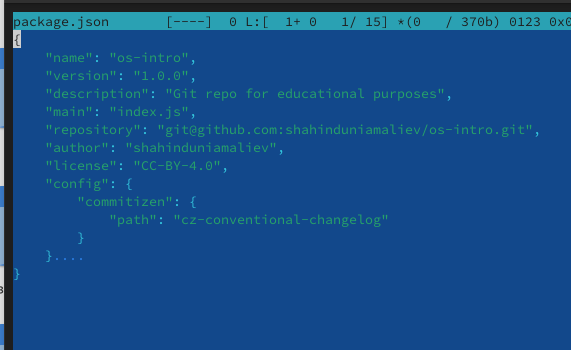 package.json [----] 0 L:[ 1+ 0 1/ 15] *(0 / 370b) 0123 0x0
{
    "name": "os-intro",
    "version": "1.0.0",
    "description": "Git repo for educational purposes",
    "main": "index.js",
    "repository": "git@github.com:shahinduniamaliev/os-intro.git",
    "author": "shahinduniamaliev",
    "license": "CC-BY-4.0",
    "config": {
        "commitizen": {
            "path": "cz-conventional-changelog"
        }
    }....
}